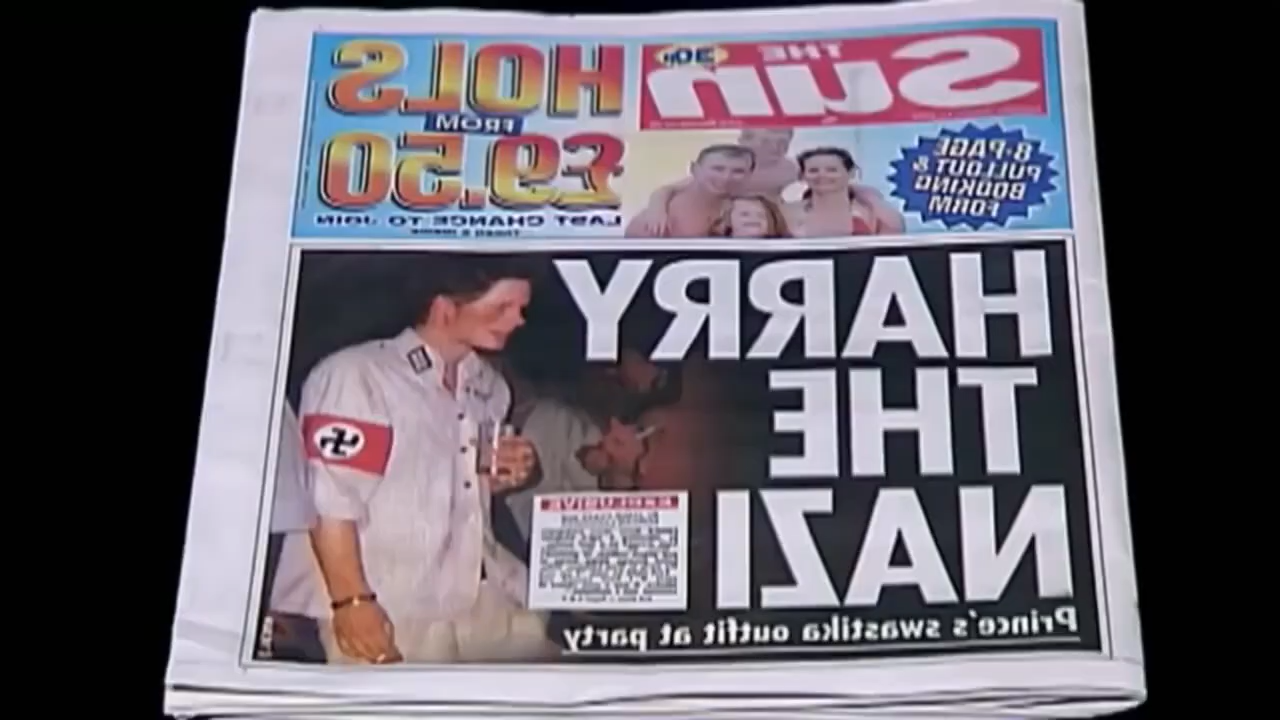 THE
Sun
30p
HOLS
FROM
£9.50
LAST CHANCE TO JOIN
8-PAGE
PULLOUT &
BOOKING
FORM
HARRY
THE
NAZI
Prince's swastika outfit at party
EXCLUSIVE